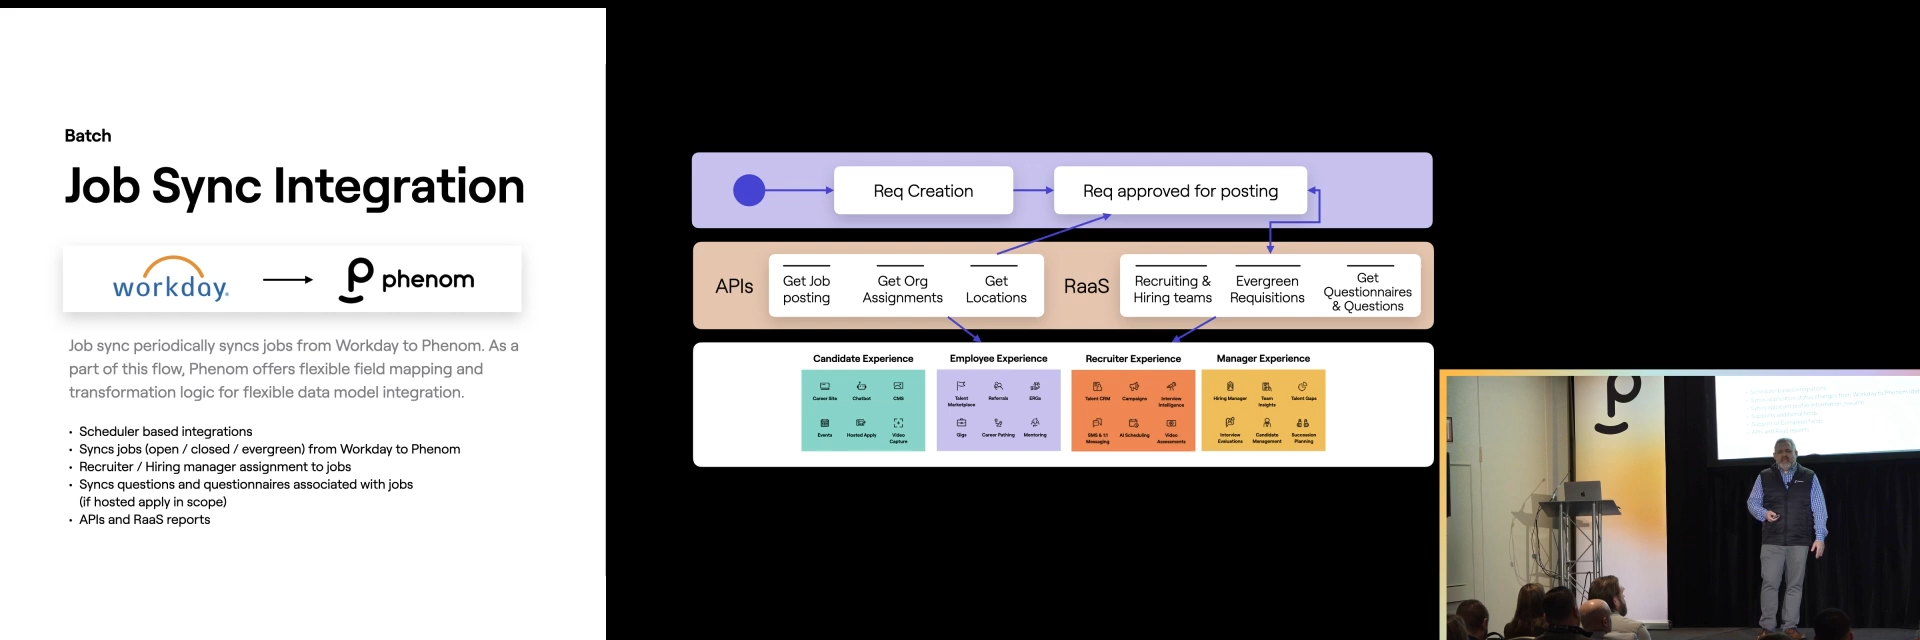 Batch
Job Sync Integration
workday.
phenom
Job sync periodically syncs jobs from Workday to Phenom. As a
part of this flow, Phenom offers flexible field mapping and
transformation logic for flexible data model integration.
• Scheduler based integrations
• Syncs jobs (open / closed / evergreen) from Workday to Phenom
• Recruiter / Hiring manager assignment to jobs
• Syncs questions and questionnaires associated with jobs
(if hosted apply in scope)
• APIs and RaaS reports
Req Creation
Req approved for posting
APIs
Get Job
posting
Get Org
Assignments
Get
Locations
RaaS
Recruiting &
Hiring teams
Evergreen
Requisitions
Get
Questionnaires
& Questions
Candidate Experience
Career Site
Chatbot
CMS
Events
Hosted Apply
Video
Capture
Employee Experience
Talent
Marketplace
Referrals
ERGs
Gigs
Career Pathing
Mentoring
Recruiter Experience
Talent CRM
Campaigns
Interview
Intelligence
SMS & 1:1
Messaging
AI Scheduling
Video
Assessments
Manager Experience
Hiring Manager
Team
Insights
Talent Gaps
Interview
Evaluations
Candidate
Management
Succession
Planning